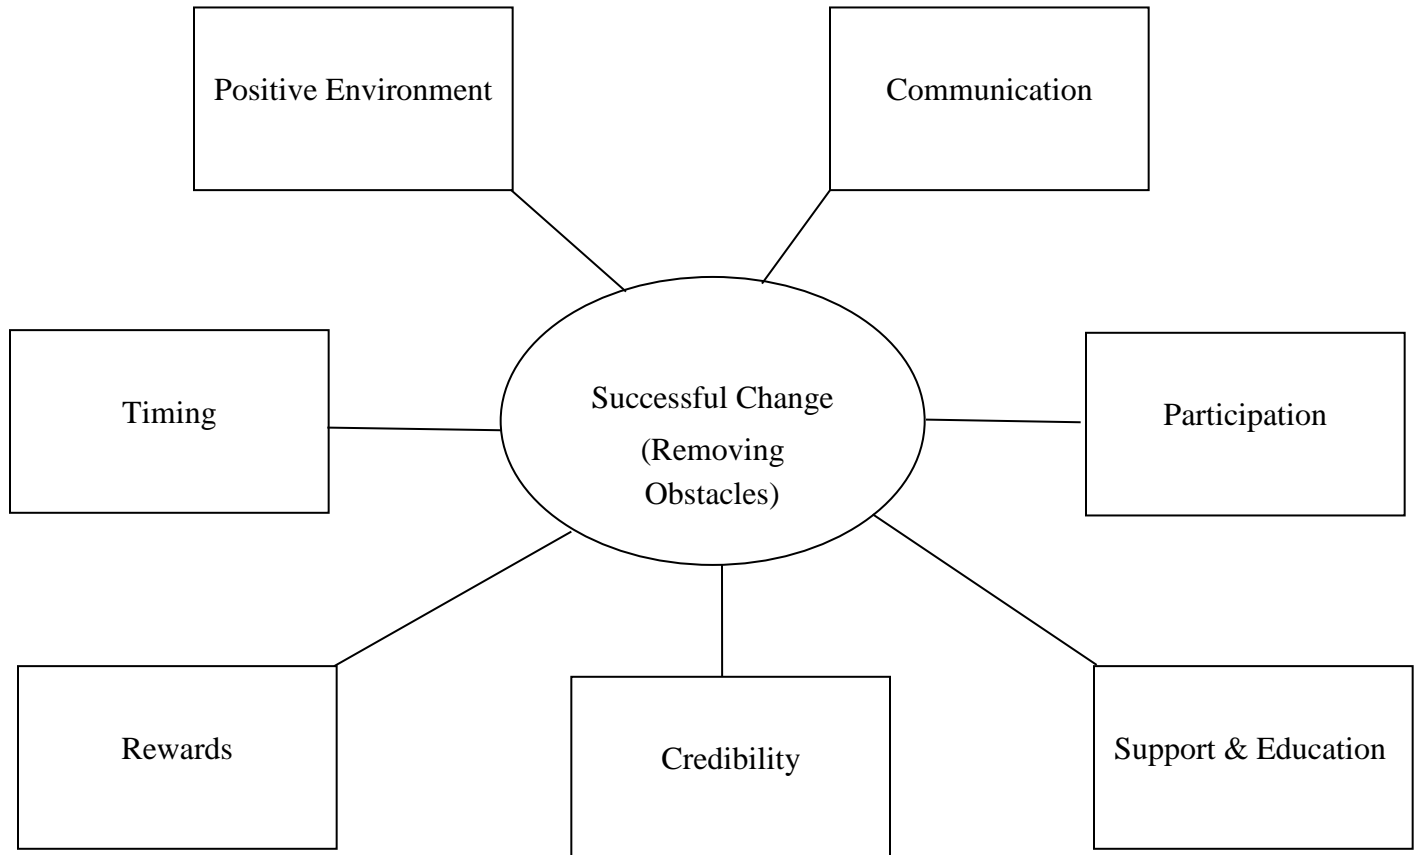 Positive Environment
Communication
Timing
Successful Change
(Removing
Obstacles)
Participation
Rewards
Credibility
Support & Education